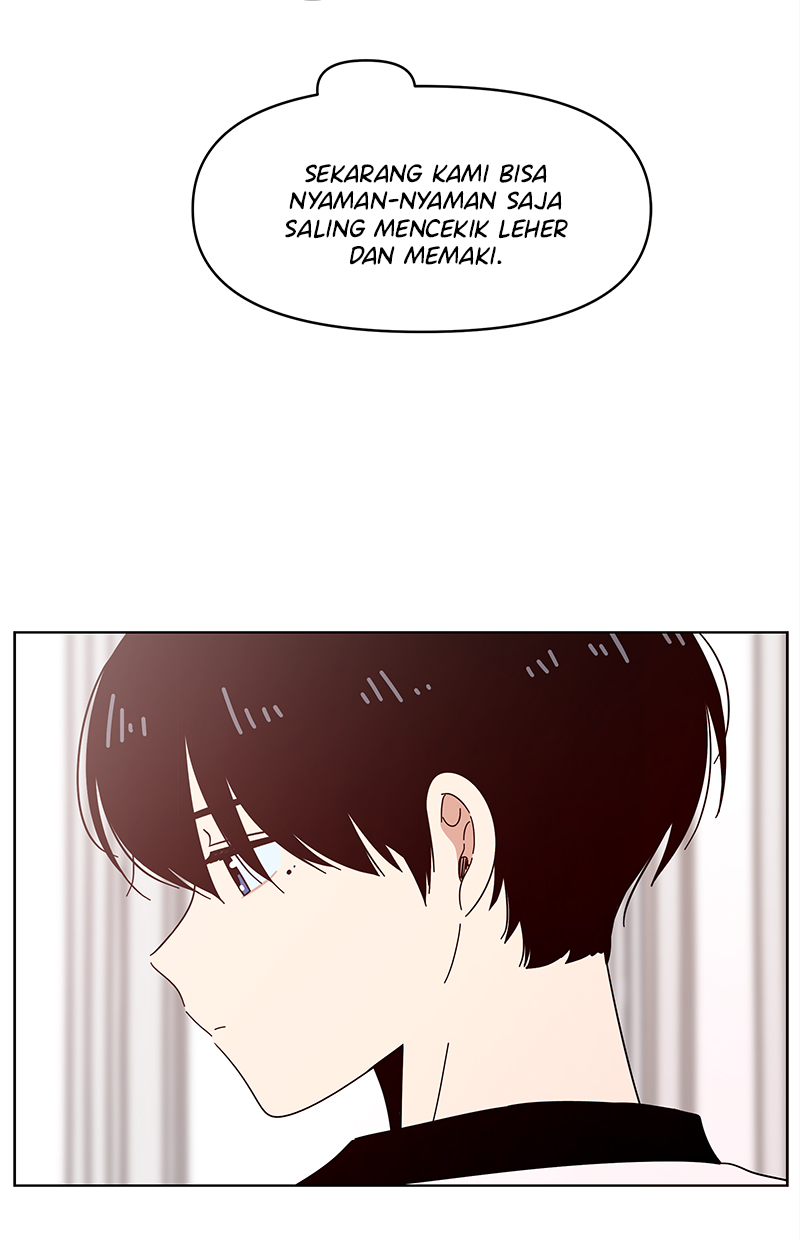 SEKARANG KAMI BISA
NYAMAN-NYAMAN SAJA
SALING MENCEKIK LEHER
DAN MEMAKI.